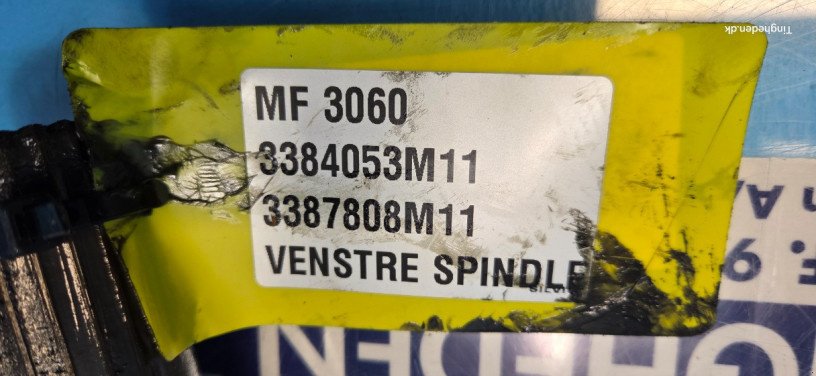 Tingheden.dk
MF 3060
3384053M11
3387808M11
VENSTRE SPINDLE